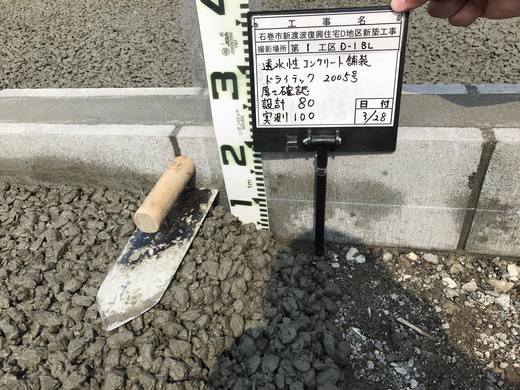 工事名
石巻市新渡波復興住宅D地区新築工事
撮影場所 第1工区 D-1BL
透水性コンクリート舗装
ドライテック 2005号
厚さ確認
設計 80
実測 100
日付
3/28
4
3
2
1
1m